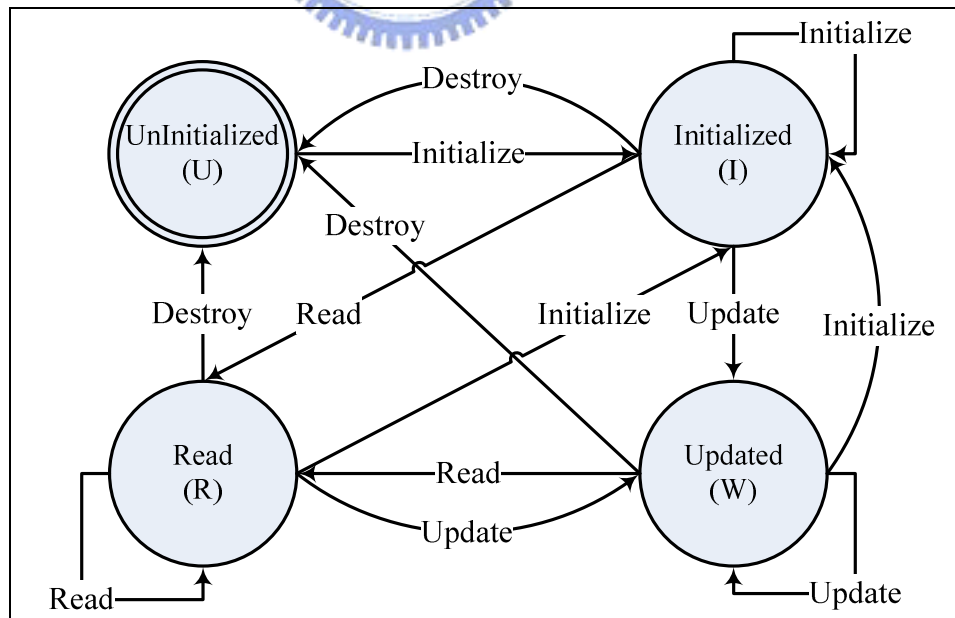 Initialize
Destroy
UnInitialized
(U)
Initialize
Initialized
(I)
Destroy
Destroy
Read
Initialize
Update
Initialize
Read
(R)
Read
Updated
(W)
Update
Read
Update